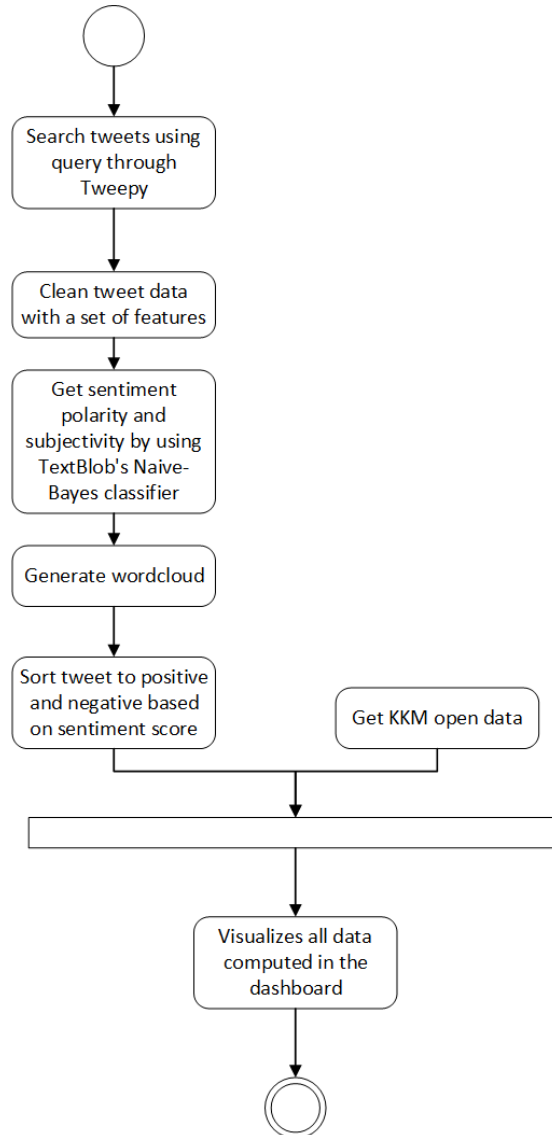 Search tweets using
query through
Tweepy
Clean tweet data
with a set of features
Get sentiment
polarity and
subjectivity by using
TextBlob's Naive-
Bayes classifier
Generate wordcloud
Sort tweet to positive
and negative based
on sentiment score
Get KKM open data
Visualizes all data
computed in the
dashboard